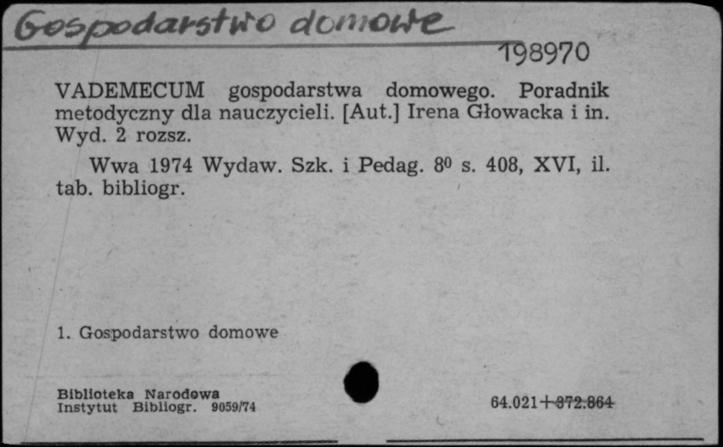 Gospodarstwo domowe
198970
VADEMECUM gospodarstwa domowego. Poradnik
metodyczny dla nauczycieli. [Aut.] Irena Głowacka i in.
Wyd. 2 rozsz.
Wwa 1974 Wydaw. Szk. i Pedag. 8⁰ s. 408, XVI, il.
tab. bibliogr.
1. Gospodarstwo domowe
Biblioteka Narodowa
Instytut Bibliogr. 9059/74
64.021+372.864